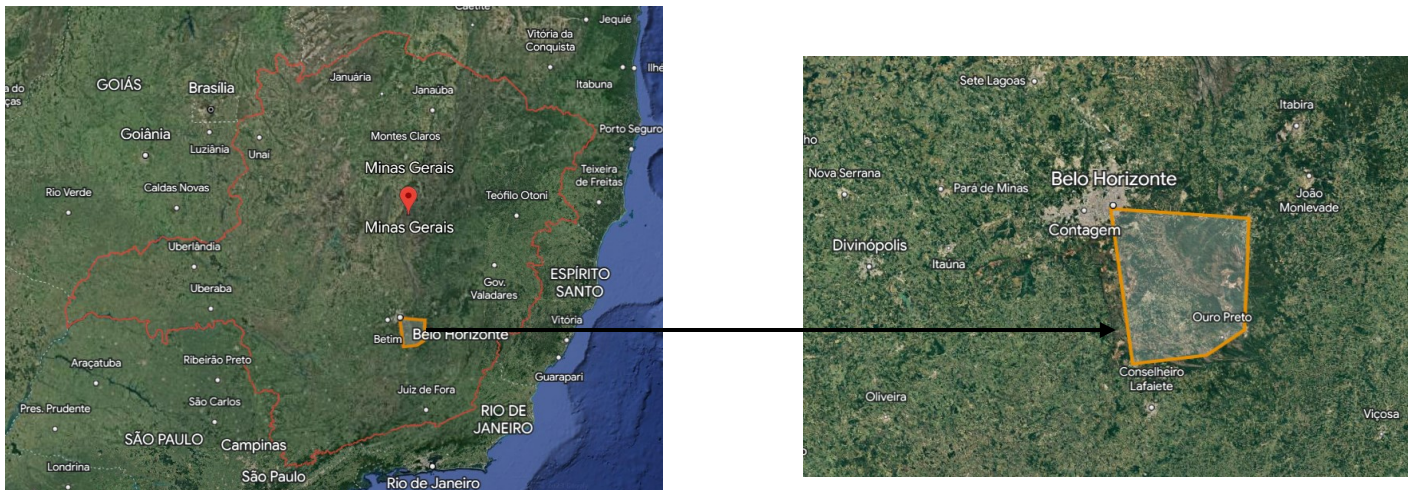 Caetité
Jequié
Vitória da
Conquista
Ilhé
a do
ças
GOIÁS
Brasília
Januária
Janaúba
Itabuna
Goiânia
Luziânia
Unaí
Montes Claros
Porto Seguro
Minas Gerais
Teixeira
de Freitas
Rio Verde
Caldas Novas
Teófilo Otoni
Minas Gerais
Uberlândia
Uberaba
Gov.
Valadares
ESPÍRITO
SANTO
Betim
Belo Horizonte
Vitória
Araçatuba
Ribeirão Preto
Guarapari
Juiz de Fora
Pres. Prudente
São Carlos
RIO DE
JANEIRO
SÃO PAULO
Campinas
Londrina
São Paulo
Rio de Janeiro
Sete Lagoas
Itabira
ho
Nova Serrana
Pará de Minas
Belo Horizonte
João
Monlevade
Contagem
Divinópolis
Itaúna
Ouro Preto
Conselheiro
Lafaiete
Oliveira
Viçosa